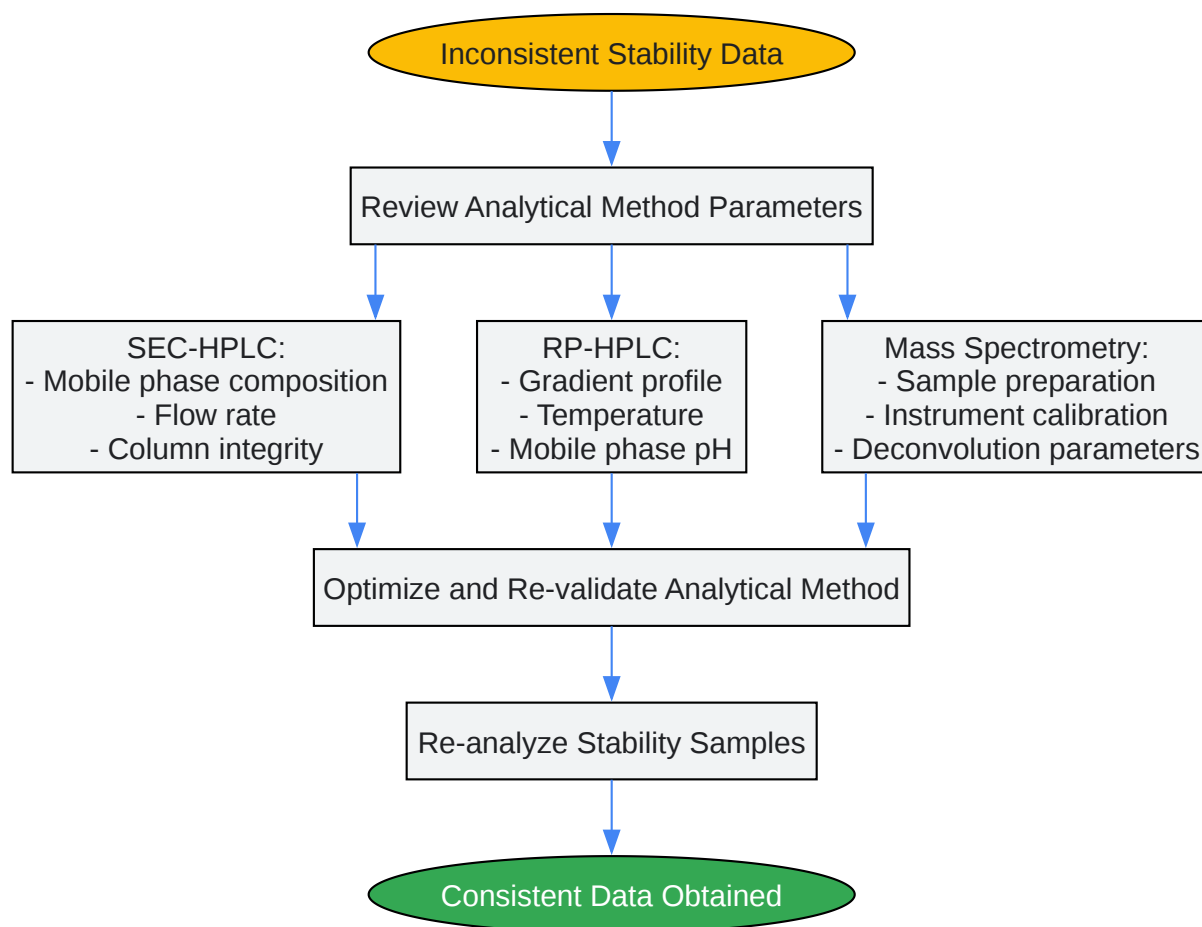 Inconsistent Stability Data
Review Analytical Method Parameters
SEC-HPLC:
- Mobile phase composition
- Flow rate
- Column integrity
RP-HPLC:
- Gradient profile
- Temperature
- Mobile phase pH
Mass Spectrometry:
- Sample preparation
- Instrument calibration
- Deconvolution parameters
Optimize and Re-validate Analytical Method
Re-analyze Stability Samples
Consistent Data Obtained